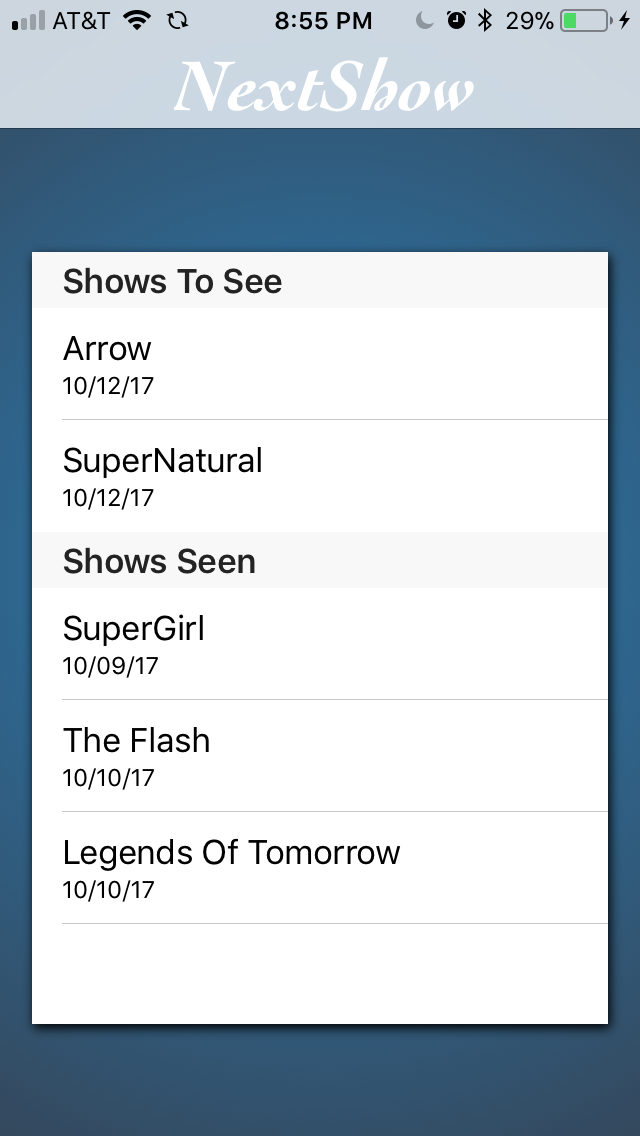 AT&T 8:55 PM 29%
NextShow
Shows To See
Arrow
10/12/17
SuperNatural
10/12/17
Shows Seen
SuperGirl
10/09/17
The Flash
10/10/17
Legends Of Tomorrow
10/10/17